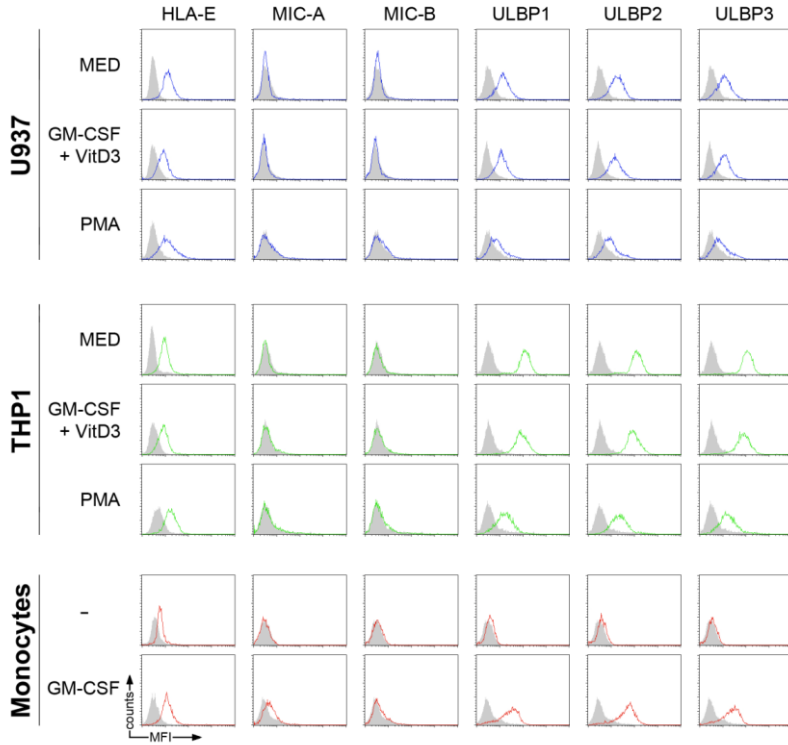 HLA-E MIC-A MIC-B ULBP1 ULBP2 ULBP3
U937
MED
GM-CSF
+ VitD3
PMA
THP1
MED
GM-CSF
+ VitD3
PMA
Monocytes
–
GM-CSF
counts
MFI